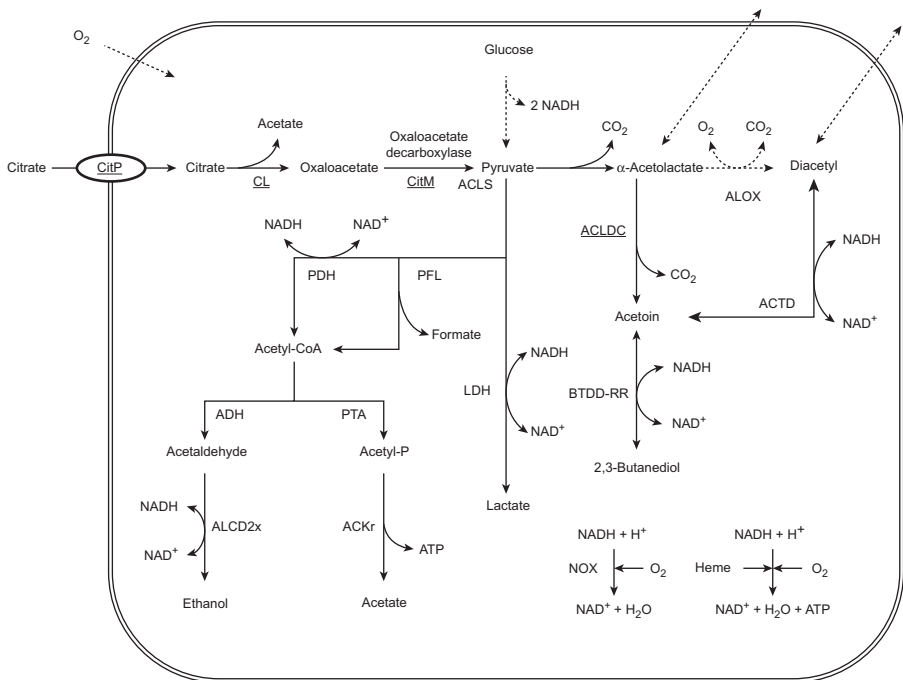 O2
Glucose
2 NADH
Acetate
Oxaloacetate
decarboxylase
CO2
O2
CO2
Citrate
CitP
Citrate
Oxaloacetate
Pyruvate
α-Acetolactate
Diacetyl
CL
CitM
ACLS
ALOX
NADH
NAD+
ACLDC
NADH
PDH
PFL
CO2
ACTD
Formate
Acetoin
NAD+
Acetyl-CoA
NADH
NADH
LDH
BTDD-RR
ADH
PTA
NAD+
NAD+
Acetaldehyde
Acetyl-P
2,3-Butanediol
NADH
Lactate
ALCD2x
ACKr
NADH + H+
NADH + H+
NAD+
ATP
NOX
O2
Heme
O2
Ethanol
Acetate
NAD+ + H2O
NAD+ + H2O + ATP